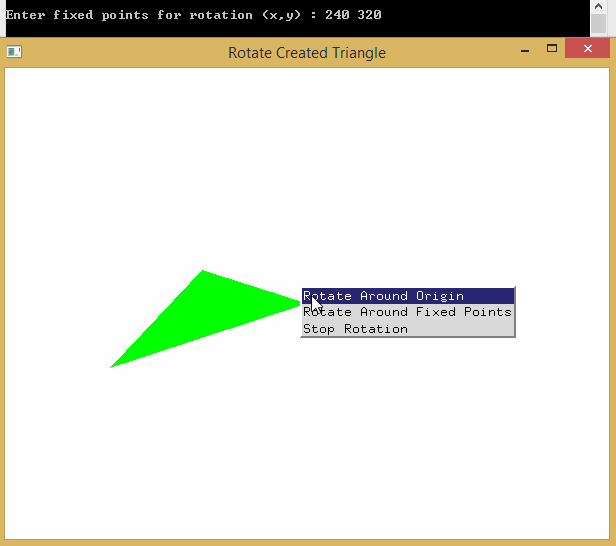 Enter fixed points for rotation (x,y) : 240 320
Rotate Created Triangle
Rotate Around Origin
Rotate Around Fixed Points
Stop Rotation